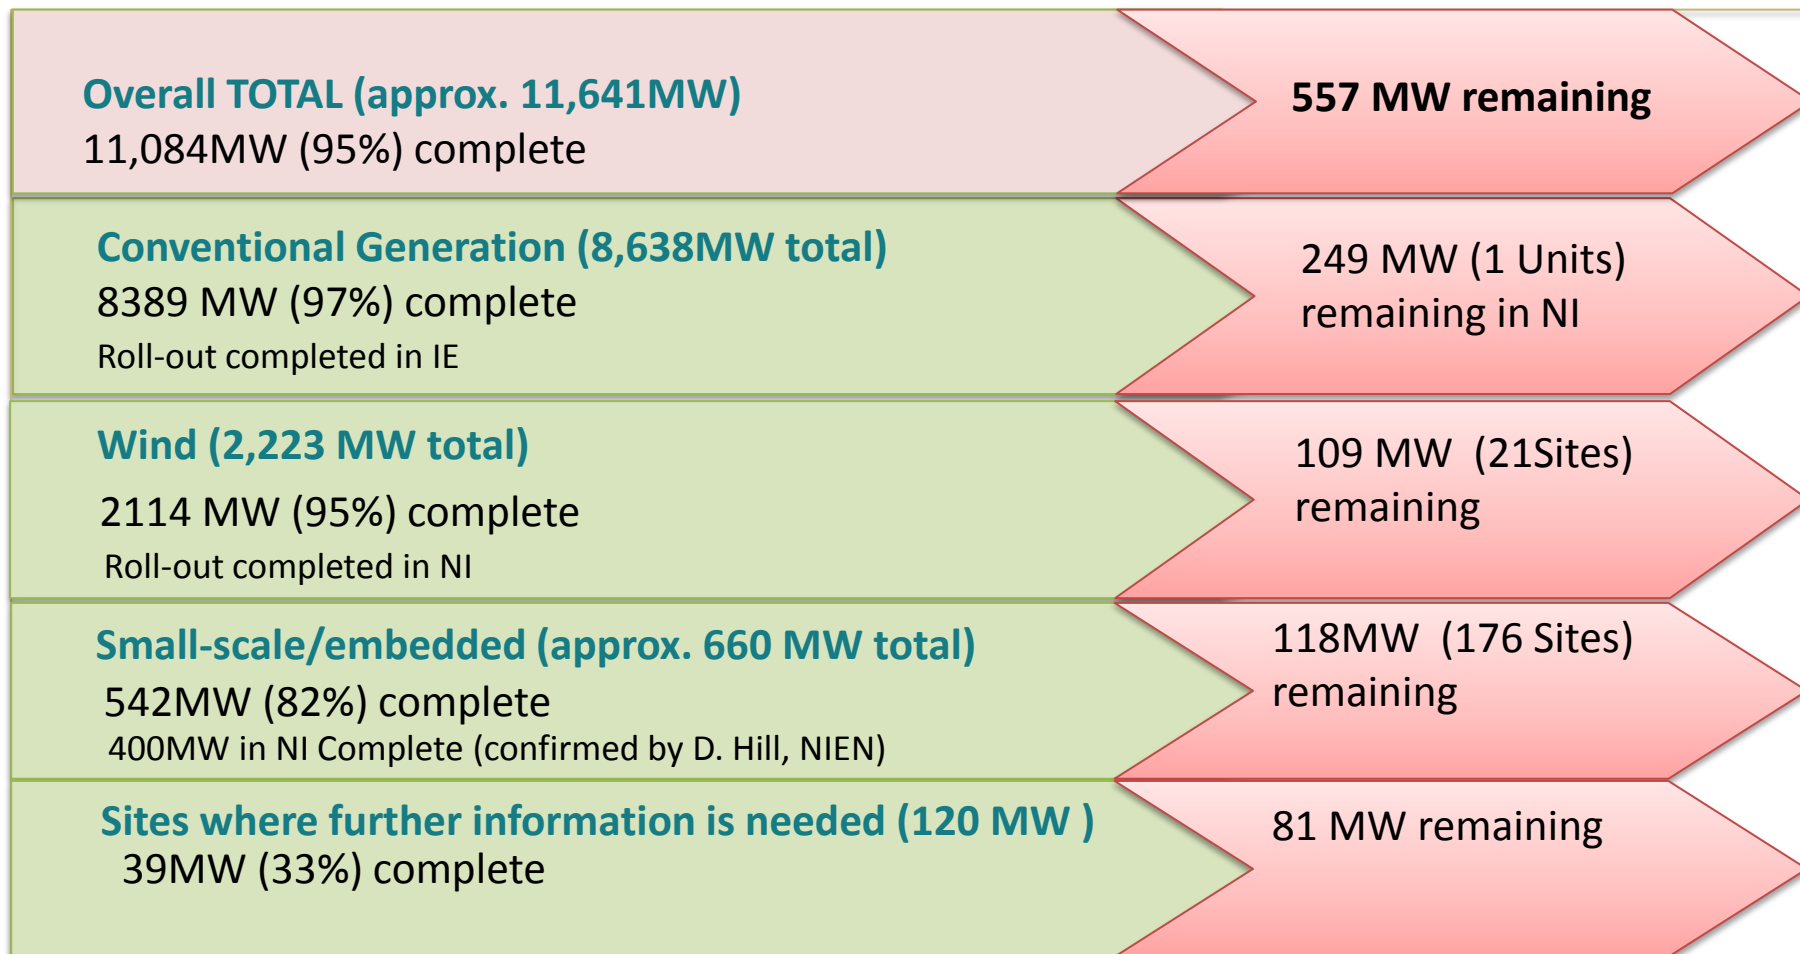 Overall TOTAL (approx. 11,641MW)
11,084MW (95%) complete
557 MW remaining
Conventional Generation (8,638MW total)
8389 MW (97%) complete
Roll-out completed in IE
249 MW (1 Units)
remaining in NI
Wind (2,223 MW total)
2114 MW (95%) complete
Roll-out completed in NI
109 MW (21Sites)
remaining
Small-scale/embedded (approx. 660 MW total)
542MW (82%) complete
400MW in NI Complete (confirmed by D. Hill, NIEN)
118MW (176 Sites)
remaining
Sites where further information is needed (120 MW )
39MW (33%) complete
81 MW remaining